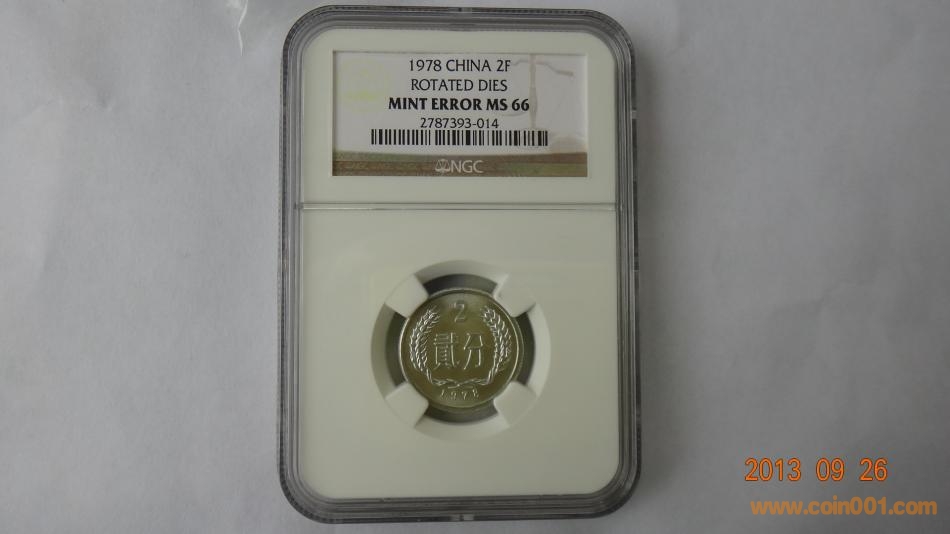 1978 CHINA 2F
ROTATED DIES
MINT ERROR MS 66
2787393-014
NGC
2
貳分
1978
2013 09 26
www.coin001.com